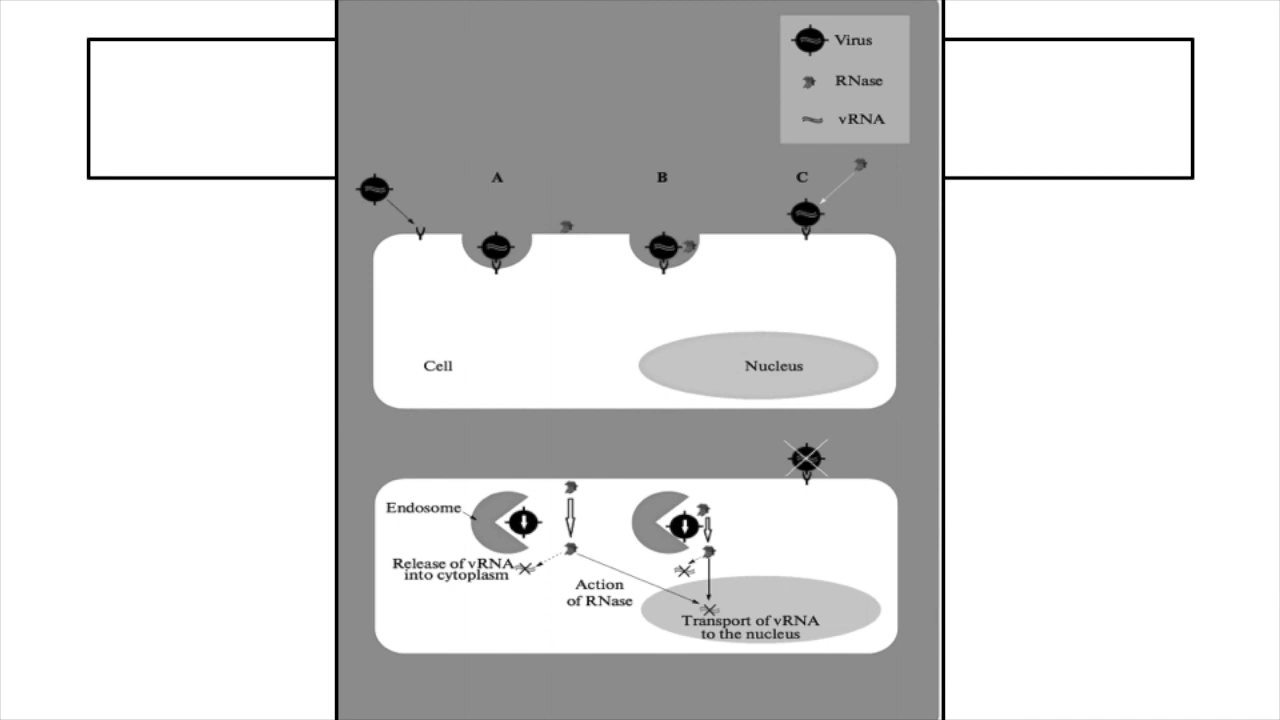 Virus
RNase
vRNA
A B C
Cell
Nucleus
Endosome
Release of vRNA
into cytoplasm
Action
of RNase
Transport of vRNA
to the nucleus